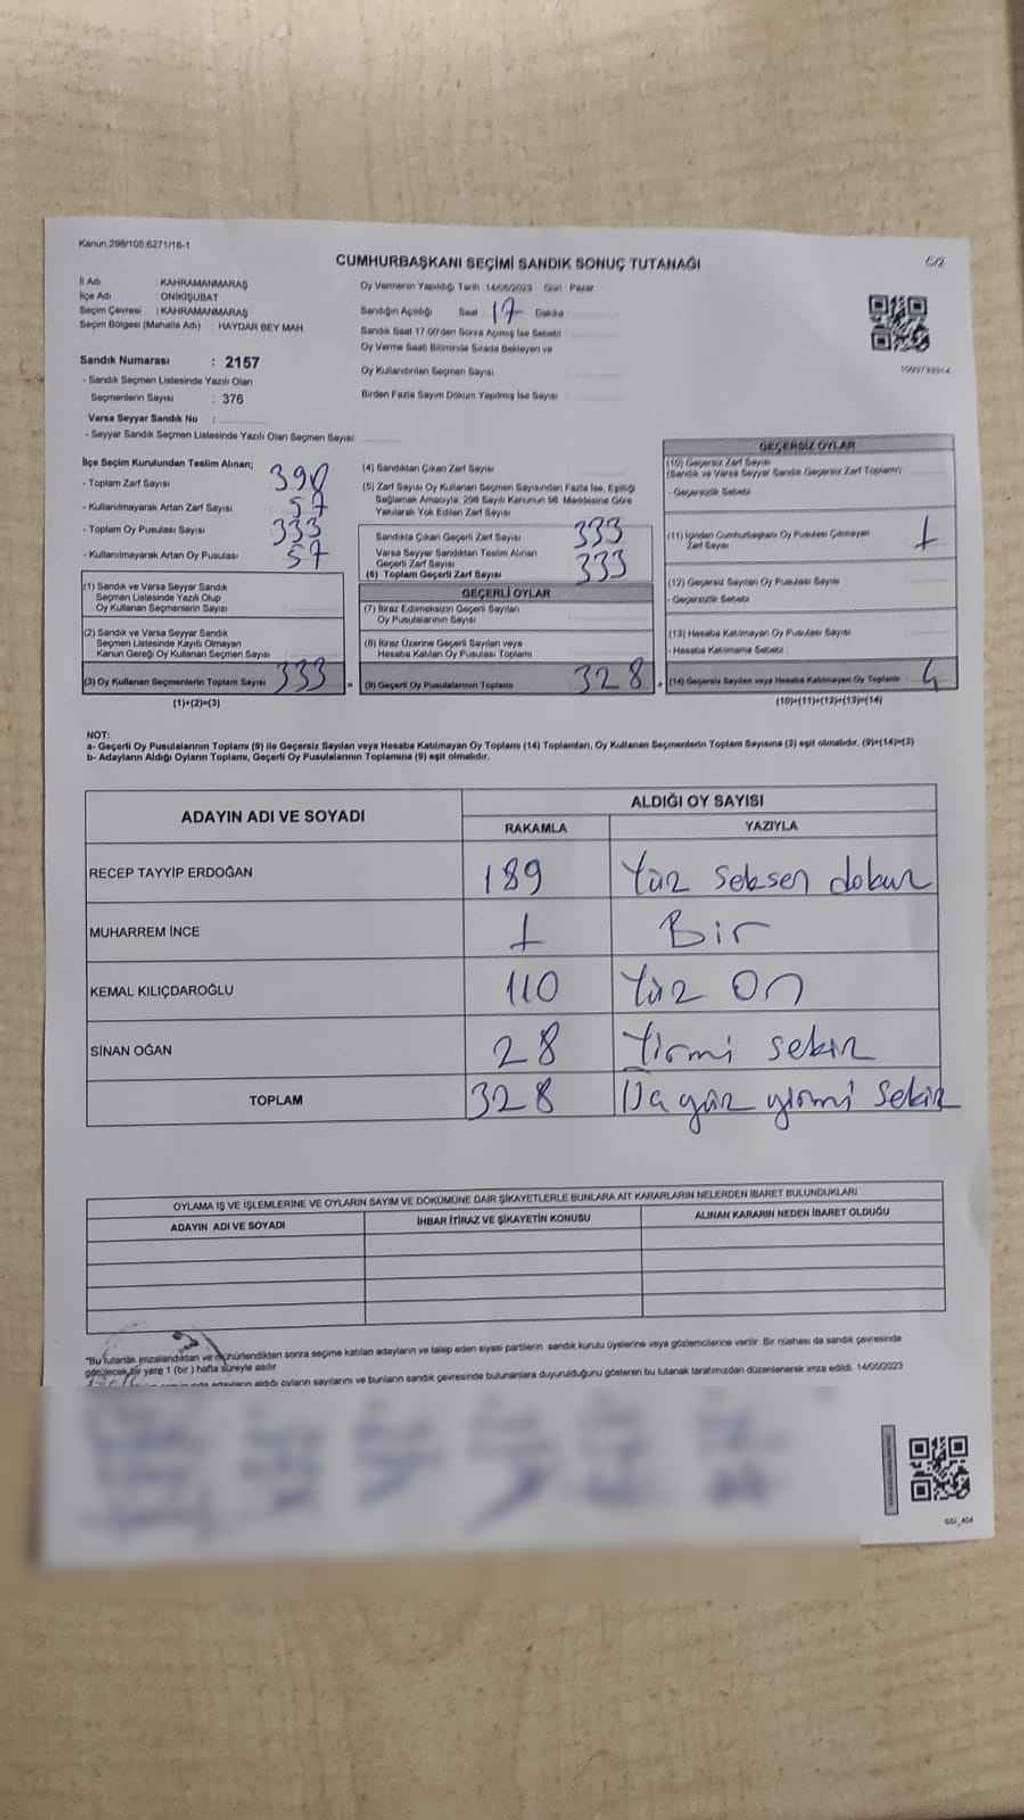 Kanun 298/105;6271/16-1
CUMHURBAŞKANI SEÇİMİ SANDIK SONUÇ TUTANAĞI
İl Adı : KAHRAMANMARAŞ
İlçe Adı : ONİKİŞUBAT
Seçim Çevresi : KAHRAMANMARAŞ
Seçim Bölgesi (Mahalle Adı) : HAYDAR BEY MAH.
Sandık Numarası : 2157
- Sandık Seçmen Listesinde Yazılı Olan
Seçmenlerin Sayısı : 376
Varsa Seyyar Sandık No :
- Seyyar Sandık Seçmen Listesinde Yazılı Olan Seçmen Sayısı
Oy Vermenin Yapıldığı Tarih 14/05/2023 Gün Pazar
Sandığın Açıldığı Saat 17 Dakika
Sandık Saat 17.00'den Sonra Açılmış İse Sebebi
Oy Verme Saati Bitiminde Sırada Bekleyen ve
Oy Kullandırılan Seçmen Sayısı
Birden Fazla Sayım Döküm Yapılmış İse Sayısı
İlçe Seçim Kurulundan Teslim Alınan;
- Toplam Zarf Sayısı 390
- Kullanılmayarak Artan Zarf Sayısı 57
- Toplam Oy Pusulası Sayısı 333
- Kullanılmayarak Artan Oy Pusulası 57
(1) Sandık ve Varsa Seyyar Sandık
Seçmen Listesinde Yazılı Olup
Oy Kullanan Seçmenlerin Sayısı
(2) Sandık ve Varsa Seyyar Sandık
Seçmen Listesinde Kayıtlı Olmayan
Kanun Gereği Oy Kullanan Seçmen Sayısı
(3) Oy Kullanan Seçmenlerin Toplam Sayısı 333
(1)+(2)=(3)
(4) Sandıktan Çıkan Zarf Sayısı
(5) Zarf Sayısı Oy Kullanan Seçmen Sayısından Fazla İse, Eşitliği
Sağlamak Amacıyla, 298 Sayılı Kanunun 98. Maddesine Göre
Yakılarak Yok Edilen Zarf Sayısı
Sandıkta Çıkan Geçerli Zarf Sayısı 333
Varsa Seyyar Sandıktan Teslim Alınan
Geçerli Zarf Sayısı
(6) Toplam Geçerli Zarf Sayısı 333
GEÇERLİ OYLAR
(7) İtiraz Edilmeksizin Geçerli Sayılan
Oy Pusulalarının Sayısı
(8) İtiraz Üzerine Geçerli Sayılan veya
Hesaba Katılan Oy Pusulası Toplamı
(9) Geçerli Oy Pusulalarının Toplamı 328
GEÇERSİZ OYLAR
(10) Geçersiz Zarf Sayısı
(Sandık ve Varsa Seyyar Sandık Geçersiz Zarf Toplamı)
- Geçersizlik Sebebi
(11) İçinden Cumhurbaşkanı Oy Pusulası Çıkmayan
Zarf Sayısı 1
(12) Geçersiz Sayılan Oy Pusulası Sayısı
- Geçersizlik Sebebi
(13) Hesaba Katılmayan Oy Pusulası Sayısı
- Hesaba Katılmama Sebebi
(14) Geçersiz Sayılan veya Hesaba Katılmayan Oy Toplamı 4
(10)+(11)+(12)+(13)=(14)
NOT:
a- Geçerli Oy Pusulalarının Toplamı (9) ile Geçersiz Sayılan veya Hesaba Katılmayan Oy Toplamı (14) Toplamları, Oy Kullanan Seçmenlerin Toplam Sayısına (3) eşit olmalıdır. (9)+(14)=(3)
b- Adayların Aldığı Oyların Toplamı, Geçerli Oy Pusulalarının Toplamına (9) eşit olmalıdır.
ADAYIN ADI VE SOYADI
ALDIĞI OY SAYISI
RAKAMLA YAZIYLA
RECEP TAYYİP ERDOĞAN 189 Yüz seksen dokuz
MUHARREM İNCE 1 Bir
KEMAL KILIÇDAROĞLU 110 Yüz On
SİNAN OĞAN 28 Yirmi sekiz
TOPLAM 328 yüz yirmi sekiz
OYLAMA İŞ VE İŞLEMLERİNE VE OYLARIN SAYIM VE DÖKÜMÜNE DAİR ŞİKAYETLERLE BUNLARA AİT KARARLARIN NELERDEN İBARET BULUNDUKLARI
ADAYIN ADI VE SOYADI İHBAR İTİRAZ VE ŞİKAYETİN KONUSU ALINAN KARARIN NEDEN İBARET OLDUĞU
"Bu tutanak imzalandıktan ve mühürlendikten sonra seçime katılan adayların ve talep eden siyasi partilerin sandık kurulu üyelerine veya gözlemcilerine verilir. Bir nüshası da sandık çevresinde
görülecek bir yere 1 (bir) hafta süreyle asılır.
adayların aldığı oyların sayılarını ve bunların sandık çevresinde bulunanlara duyurulduğunu gösteren bu tutanak tarafımızdan düzenlenerek imza edildi. 14/05/2023